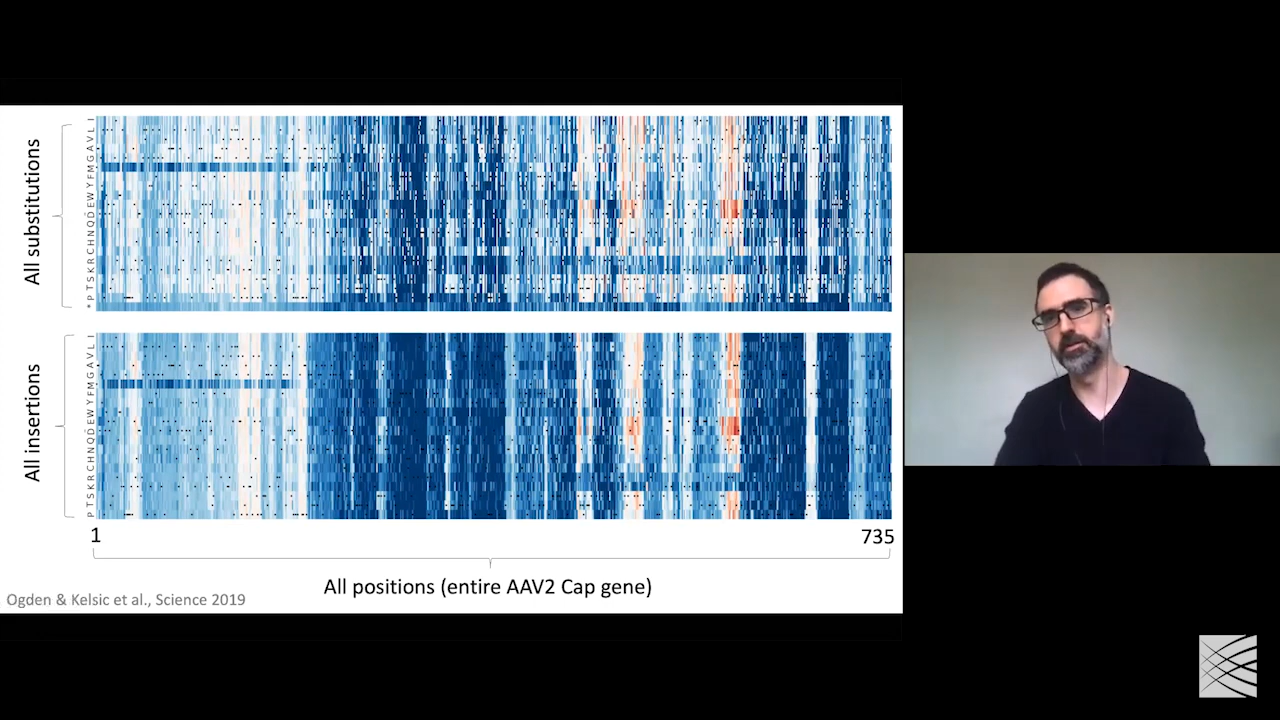 All substitutions
I
L
V
A
G
M
F
Y
W
E
D
Q
N
H
C
R
K
S
T
P
*
All insertions
I
L
V
A
G
M
F
Y
W
E
D
Q
N
H
C
R
K
S
T
P
1
735
All positions (entire AAV2 Cap gene)
Ogden & Kelsic et al., Science 2019